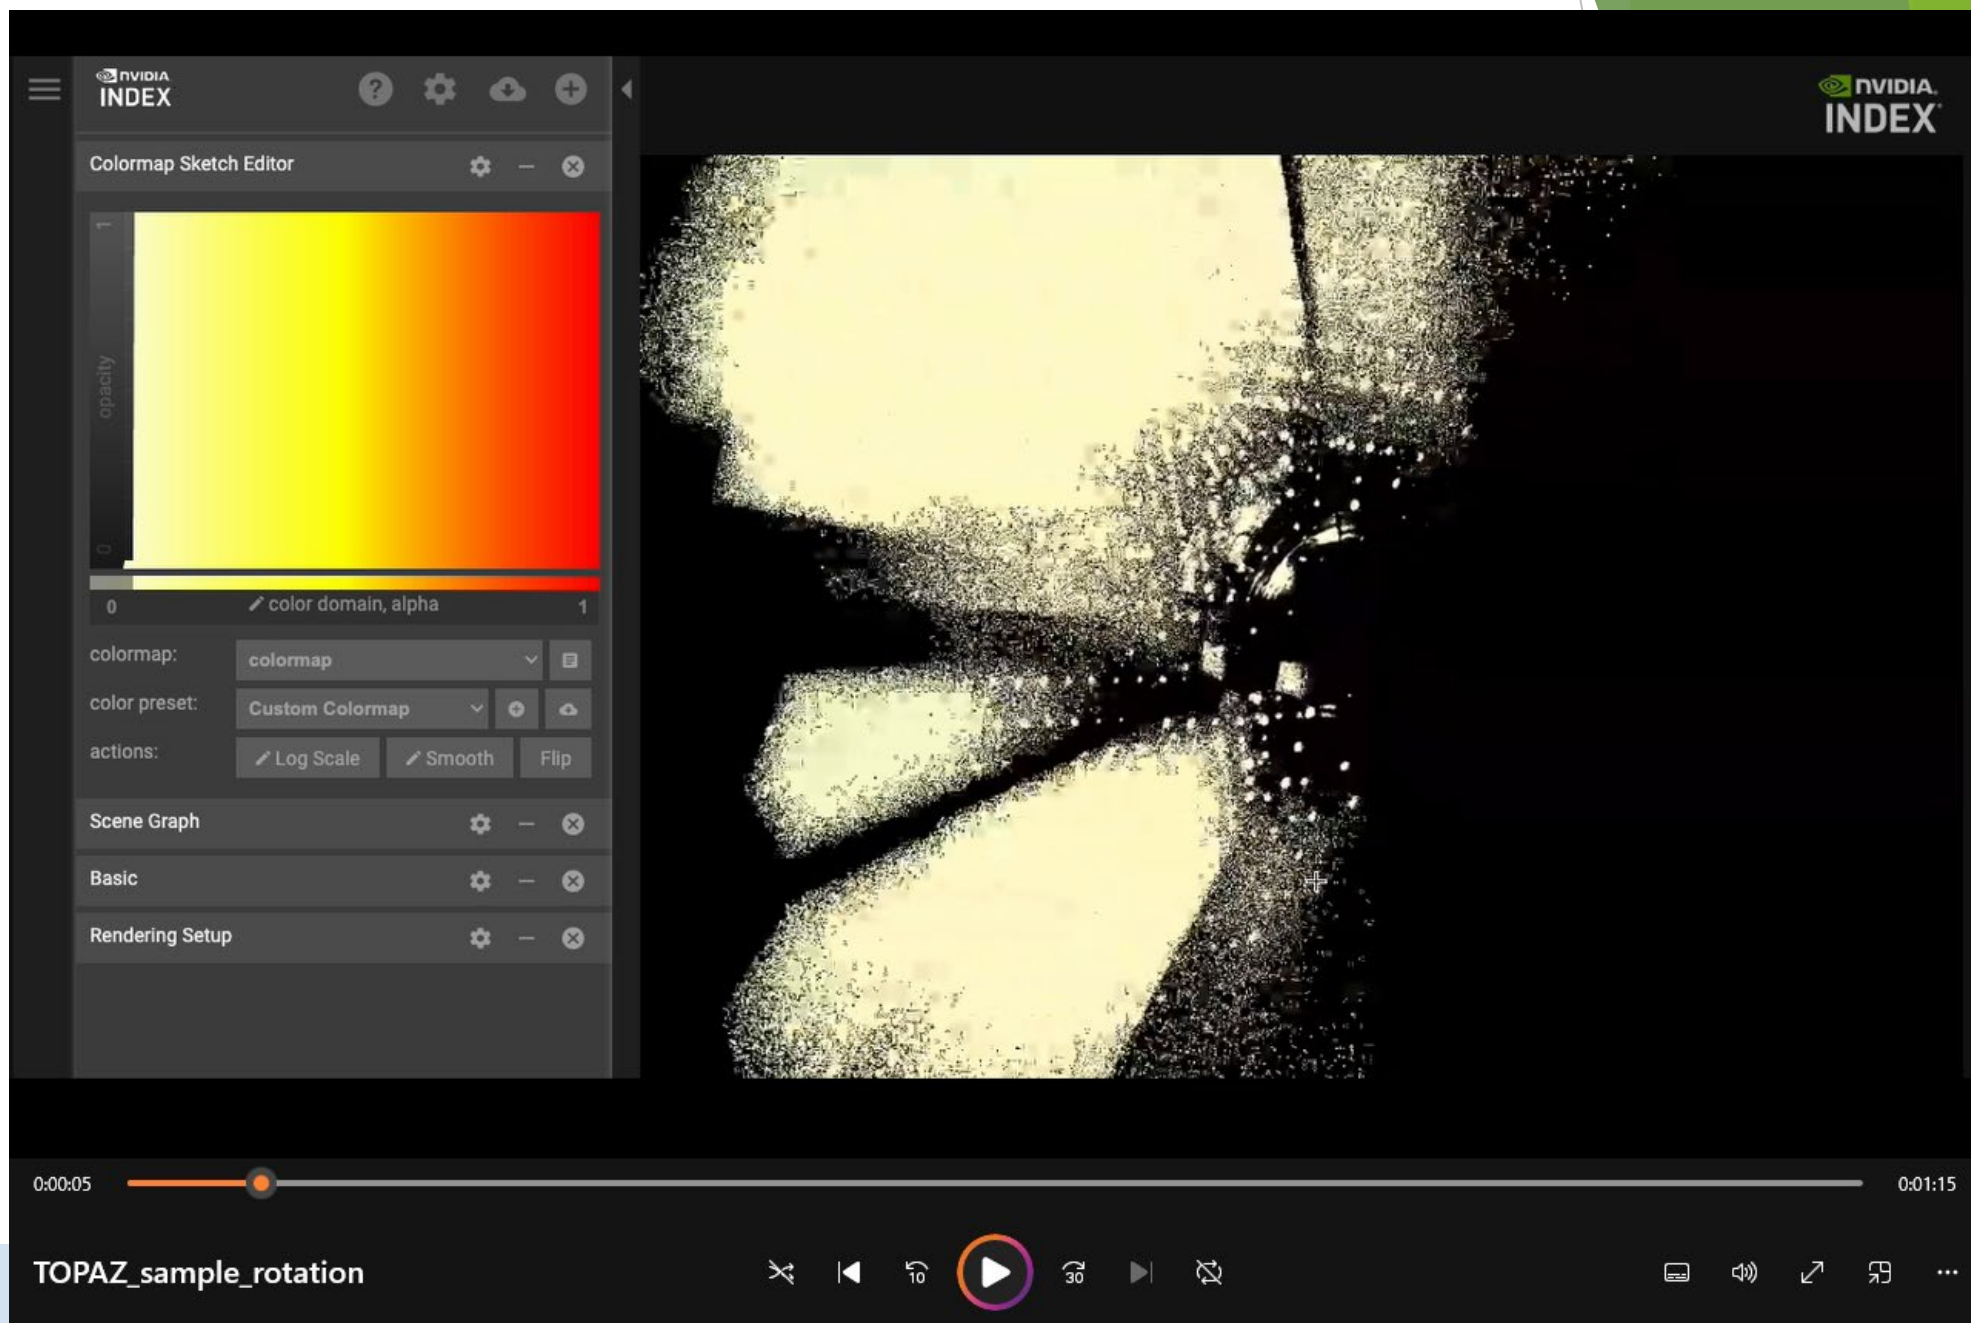 NVIDIA
INDEX
NVIDIA.
INDEX
Colormap Sketch Editor
1
opacity
0
0
color domain, alpha
1
colormap:
colormap
color preset:
Custom Colormap
actions:
Log Scale
Smooth
Flip
Scene Graph
Basic
Rendering Setup
0:00:05
0:01:15
TOPAZ_sample_rotation
10
30